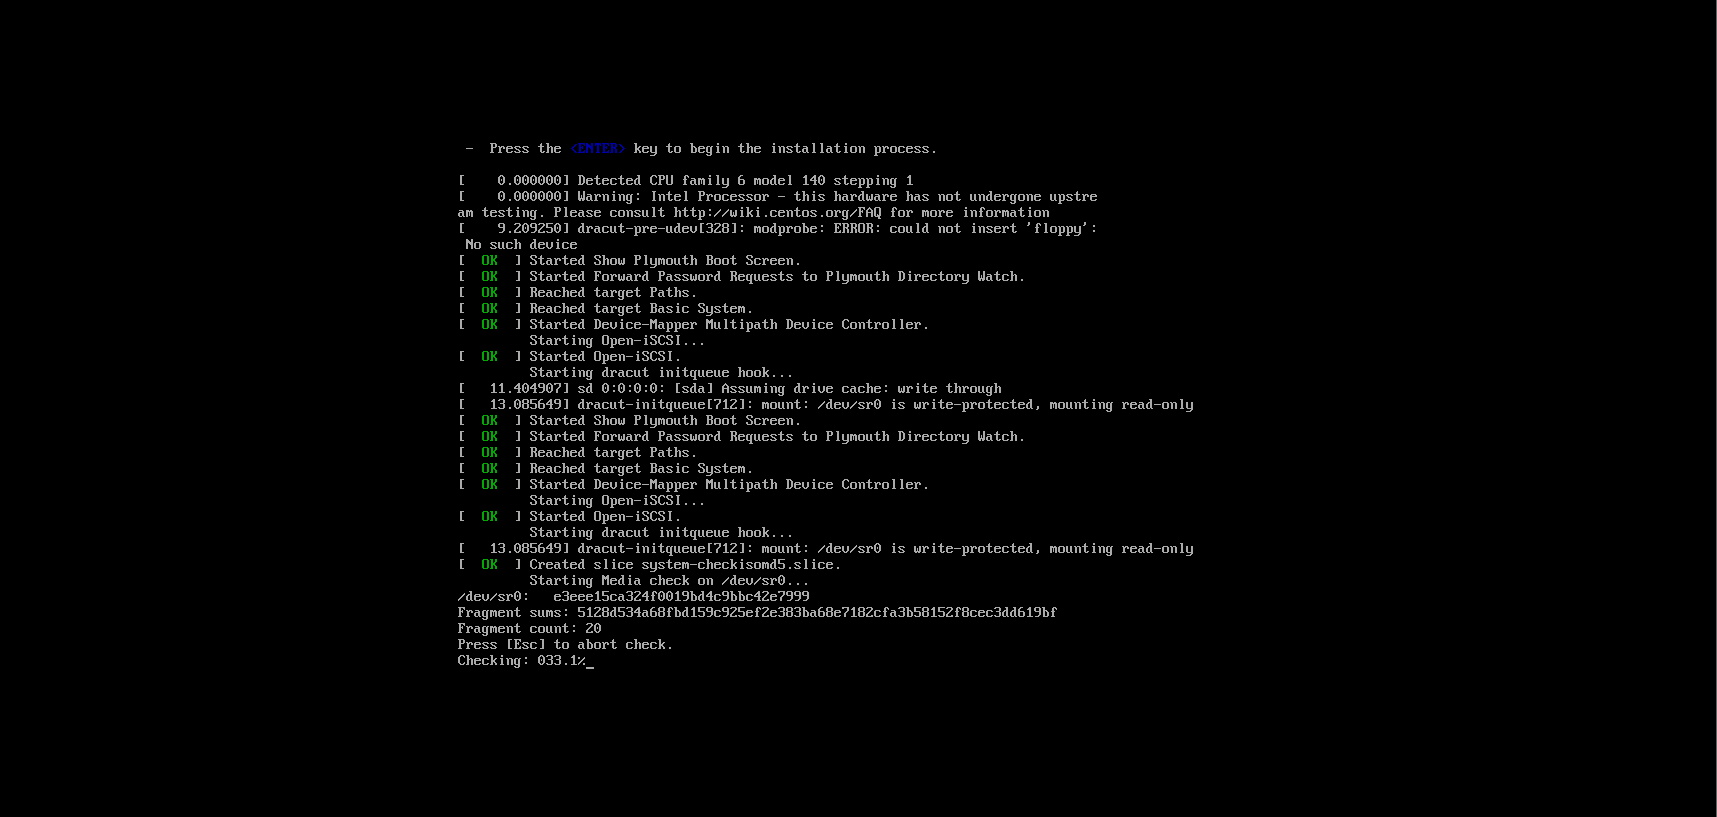 -  Press the <ENTER> key to begin the installation process.
[    0.000000] Detected CPU family 6 model 140 stepping 1
[    0.000000] Warning: Intel Processor - this hardware has not undergone upstre
am testing. Please consult http://wiki.centos.org/FAQ for more information
[    9.209250] dracut-pre-udev[328]: modprobe: ERROR: could not insert 'floppy':
 No such device
[  OK  ] Started Show Plymouth Boot Screen.
[  OK  ] Started Forward Password Requests to Plymouth Directory Watch.
[  OK  ] Reached target Paths.
[  OK  ] Reached target Basic System.
[  OK  ] Started Device-Mapper Multipath Device Controller.
         Starting Open-iSCSI...
[  OK  ] Started Open-iSCSI.
         Starting dracut initqueue hook...
[   11.404907] sd 0:0:0:0: [sda] Assuming drive cache: write through
[   13.085649] dracut-initqueue[712]: mount: /dev/sr0 is write-protected, mounting read-only
[  OK  ] Started Show Plymouth Boot Screen.
[  OK  ] Started Forward Password Requests to Plymouth Directory Watch.
[  OK  ] Reached target Paths.
[  OK  ] Reached target Basic System.
[  OK  ] Started Device-Mapper Multipath Device Controller.
         Starting Open-iSCSI...
[  OK  ] Started Open-iSCSI.
         Starting dracut initqueue hook...
[   13.085649] dracut-initqueue[712]: mount: /dev/sr0 is write-protected, mounting read-only
[  OK  ] Created slice system-checkisomd5.slice.
         Starting Media check on /dev/sr0...
/dev/sr0:   e3eee15ca324f0019bd4c9bbc42e7999
Fragment sums: 5128d534a68fbd159c925ef2e383ba68e7182cfa3b58152f8cec3dd619bf
Fragment count: 20
Press [Esc] to abort check.
Checking: 033.1%_